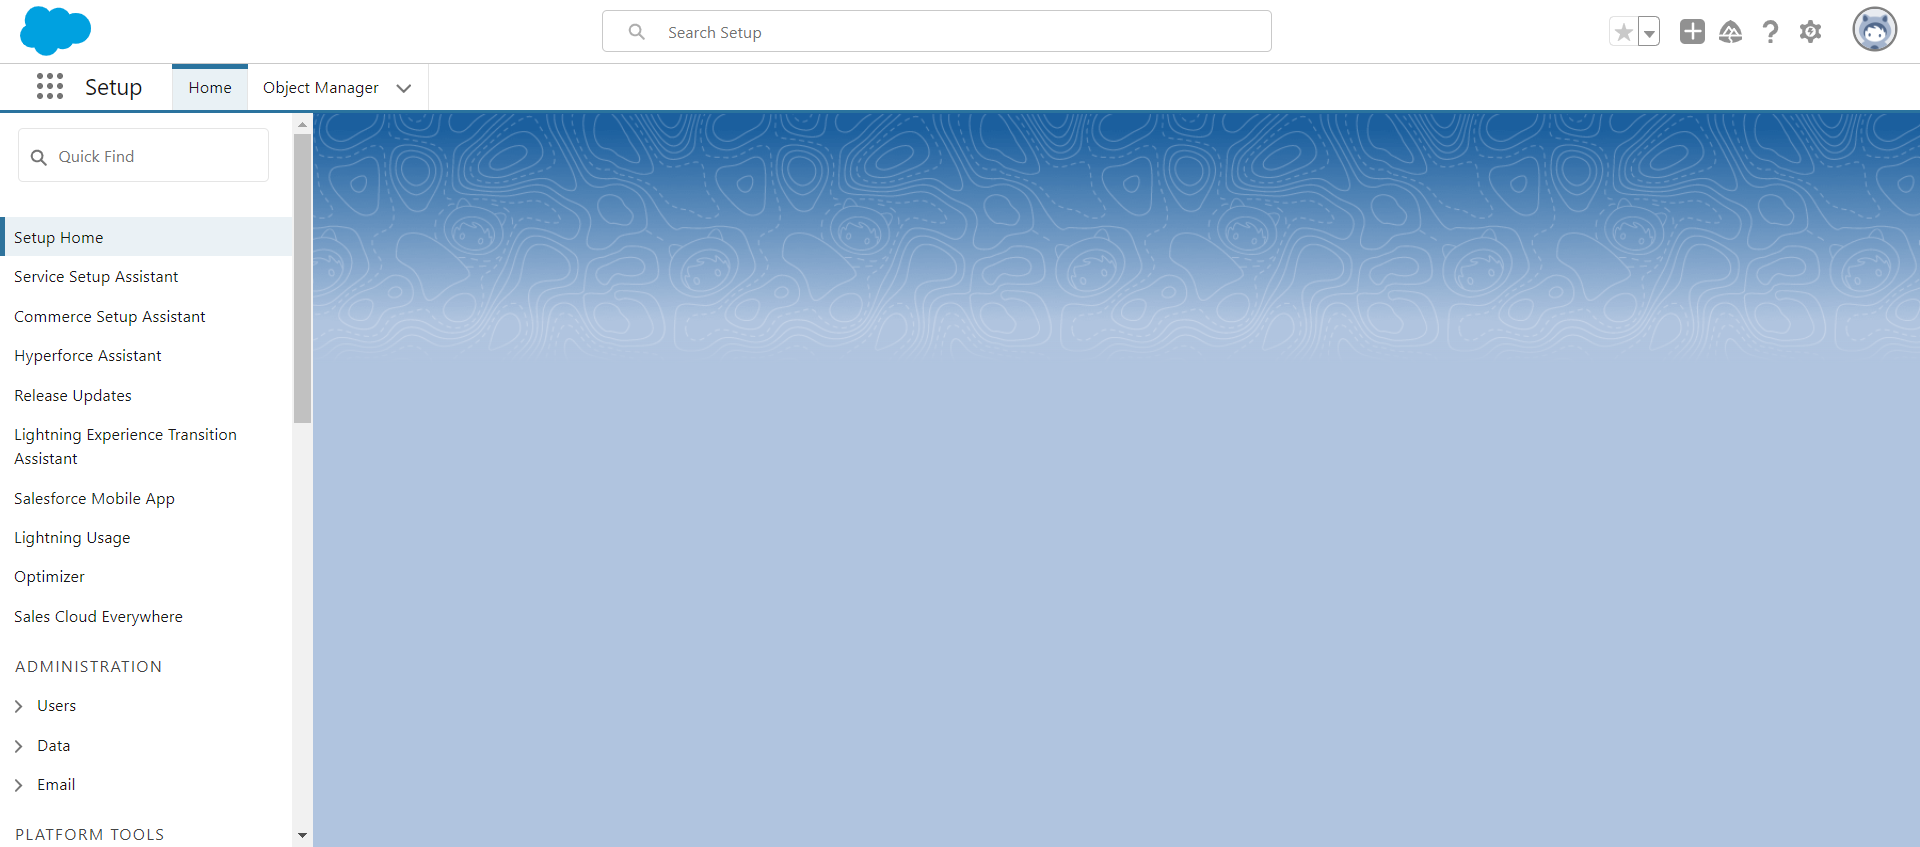 Search Setup
Setup
Home
Object Manager
Quick Find
Setup Home
Service Setup Assistant
Commerce Setup Assistant
Hyperforce Assistant
Release Updates
Lightning Experience Transition
Assistant
Salesforce Mobile App
Lightning Usage
Optimizer
Sales Cloud Everywhere
ADMINISTRATION
Users
Data
Email
PLATFORM TOOLS